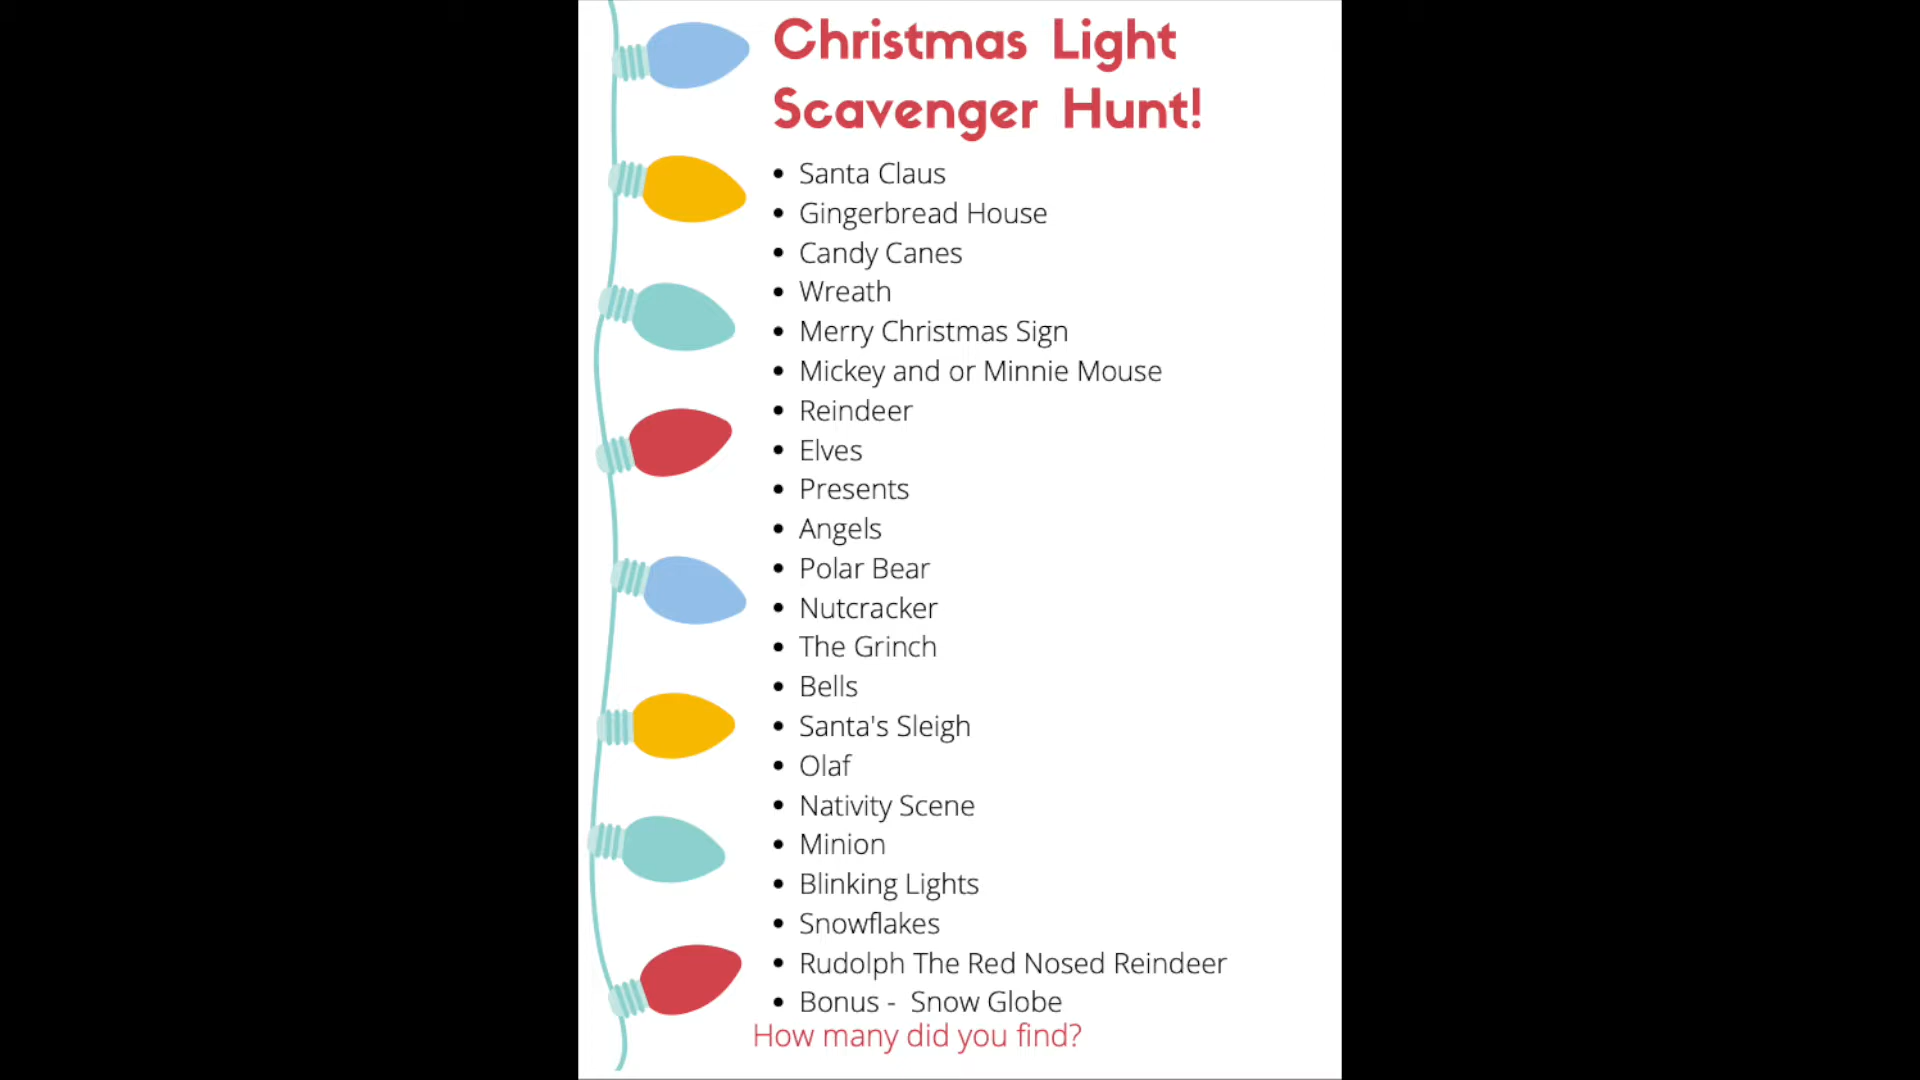 Christmas Light
Scavenger Hunt!
• Santa Claus
• Gingerbread House
• Candy Canes
• Wreath
• Merry Christmas Sign
• Mickey and or Minnie Mouse
• Reindeer
• Elves
• Presents
• Angels
• Polar Bear
• Nutcracker
• The Grinch
• Bells
• Santa's Sleigh
• Olaf
• Nativity Scene
• Minion
• Blinking Lights
• Snowflakes
• Rudolph The Red Nosed Reindeer
• Bonus -  Snow Globe
How many did you find?